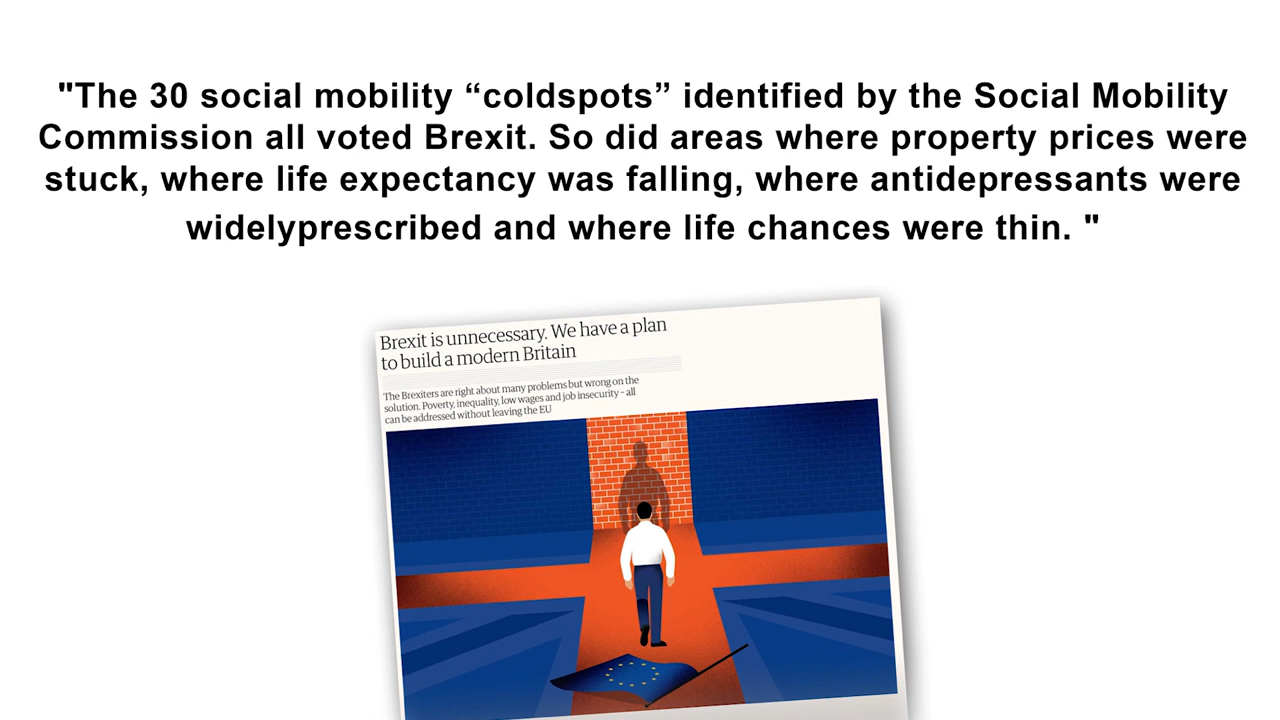 "The 30 social mobility “coldspots” identified by the Social Mobility
Commission all voted Brexit. So did areas where property prices were
stuck, where life expectancy was falling, where antidepressants were
widelyprescribed and where life chances were thin. "
Brexit is unnecessary. We have a plan
to build a modern Britain
The Brexiters are right about many problems but wrong on the
solution. Poverty, inequality, low wages and job insecurity – all
can be addressed without leaving the EU